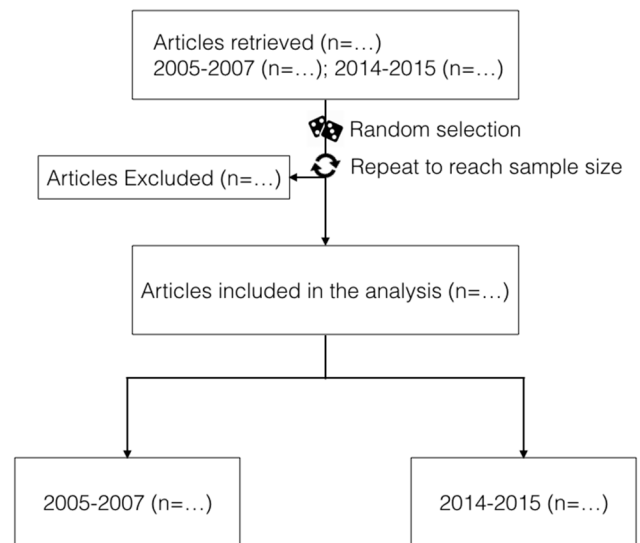 Articles retrieved (n=…)
2005-2007 (n=…); 2014-2015 (n=…)
Random selection
Repeat to reach sample size
Articles Excluded (n=…)
Articles included in the analysis (n=…)
2005-2007 (n=…)
2014-2015 (n=…)